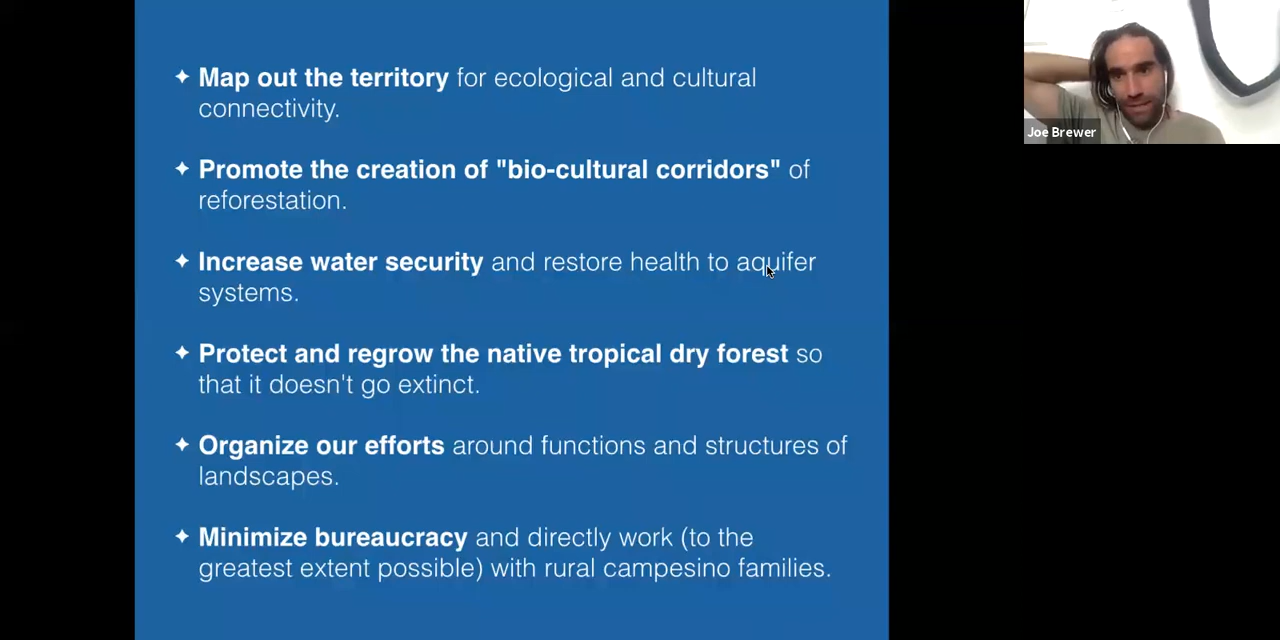 ✦ Map out the territory for ecological and cultural
connectivity.
✦ Promote the creation of "bio-cultural corridors" of
reforestation.
✦ Increase water security and restore health to aquifer
systems.
✦ Protect and regrow the native tropical dry forest so
that it doesn't go extinct.
✦ Organize our efforts around functions and structures of
landscapes.
✦ Minimize bureaucracy and directly work (to the
greatest extent possible) with rural campesino families.
Joe Brewer